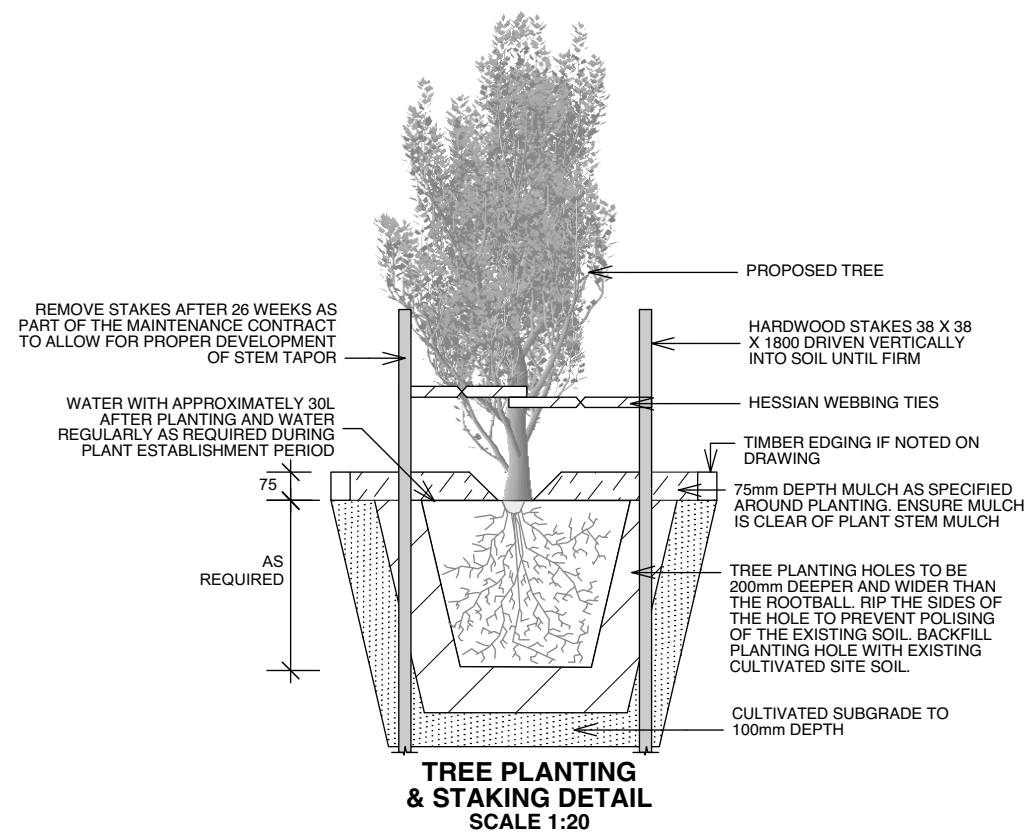 PROPOSED TREE
REMOVE STAKES AFTER 26 WEEKS AS
PART OF THE MAINTENANCE CONTRACT
TO ALLOW FOR PROPER DEVELOPMENT
OF STEM TAPOR
HARDWOOD STAKES 38 X 38
X 1800 DRIVEN VERTICALLY
INTO SOIL UNTIL FIRM
WATER WITH APPROXIMATELY 30L
AFTER PLANTING AND WATER
REGULARLY AS REQUIRED DURING
PLANT ESTABLISHMENT PERIOD
HESSIAN WEBBING TIES
TIMBER EDGING IF NOTED ON
DRAWING
75
75mm DEPTH MULCH AS SPECIFIED
AROUND PLANTING. ENSURE MULCH
IS CLEAR OF PLANT STEM MULCH
AS
REQUIRED
TREE PLANTING HOLES TO BE
200mm DEEPER AND WIDER THAN
THE ROOTBALL. RIP THE SIDES OF
THE HOLE TO PREVENT POLISING
OF THE EXISTING SOIL. BACKFILL
PLANTING HOLE WITH EXISTING
CULTIVATED SITE SOIL.
CULTIVATED SUBGRADE TO
100mm DEPTH
TREE PLANTING
& STAKING DETAIL
SCALE 1:20